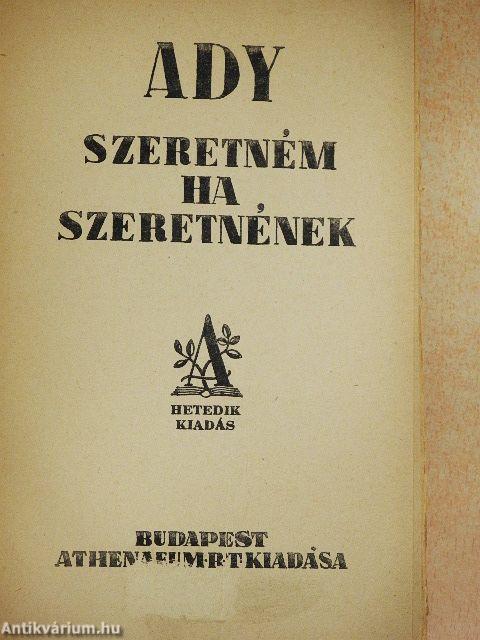 ADY
SZERETNÉM
HA
SZERETNÉNEK
A
HETEDIK
KIADÁS
BUDAPEST
ATHENAEUM·R·T·KIADÁSA
Antikvárium.hu